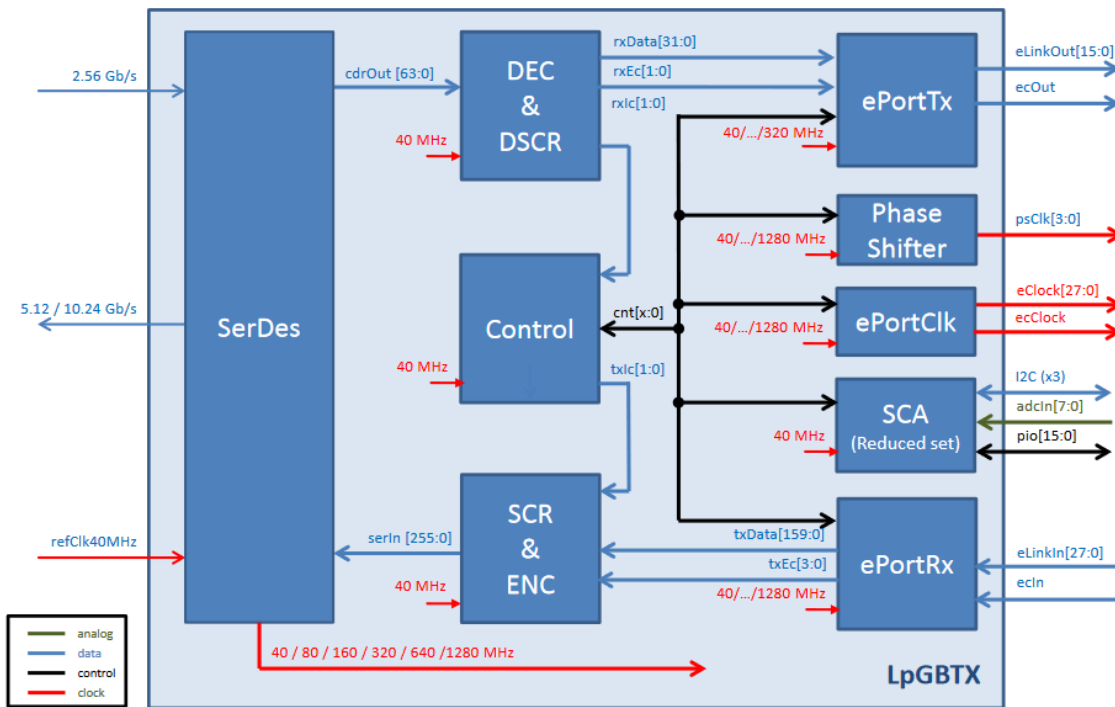 2.56 Gb/s
5.12 / 10.24 Gb/s
refClk40MHz
SerDes
cdrOut [63:0]
40 MHz
DEC
&
DSCR
rxData[31:0]
rxEc[1:0]
rxIc[1:0]
40 MHz
Control
cnt[x:0]
txIc[1:0]
serIn [255:0]
40 MHz
SCR
&
ENC
txData[159:0]
txEc[3:0]
40/.../320 MHz
ePortTx
eLinkOut[15:0]
ecOut
40/.../1280 MHz
Phase
Shifter
psClk[3:0]
40/.../1280 MHz
ePortClk
eClock[27:0]
ecClock
40 MHz
SCA
(Reduced set)
I2C (x3)
adcIn[7:0]
pio[15:0]
40/.../1280 MHz
ePortRx
eLinkIn[27:0]
ecIn
40 / 80 / 160 / 320 / 640 /1280 MHz
LpGBTX
analog
data
control
clock